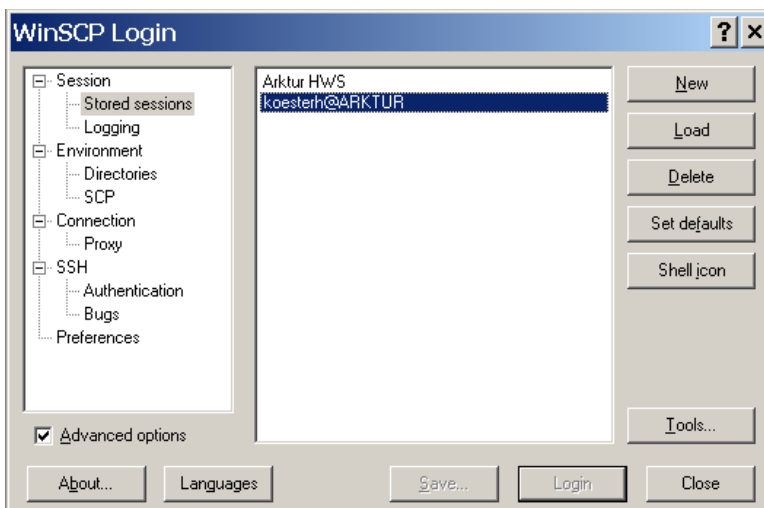 WinSCP Login
Session
Stored sessions
Logging
Environment
Directories
SCP
Connection
Proxy
SSH
Authentication
Bugs
Preferences
Advanced options
Arktur HWS
koesterh@ARKTUR
New
Load
Delete
Set defaults
Shell icon
Tools...
About...
Languages
Save...
Login
Close